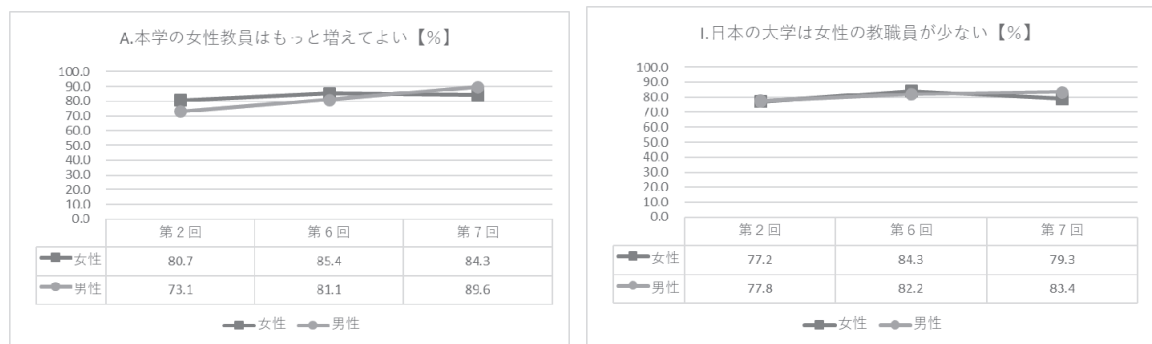 A.本学の女性教員はもっと増えてよい【%】
100.0
90.0
80.0
70.0
60.0
50.0
40.0
30.0
20.0
10.0
0.0
第２回 第６回 第７回
女性 80.7 85.4 84.3
男性 73.1 81.1 89.6
女性 男性
I.日本の大学は女性の教職員が少ない【%】
100.0
90.0
80.0
70.0
60.0
50.0
40.0
30.0
20.0
10.0
0.0
第２回 第６回 第７回
女性 77.2 84.3 79.3
男性 77.8 82.2 83.4
女性 男性